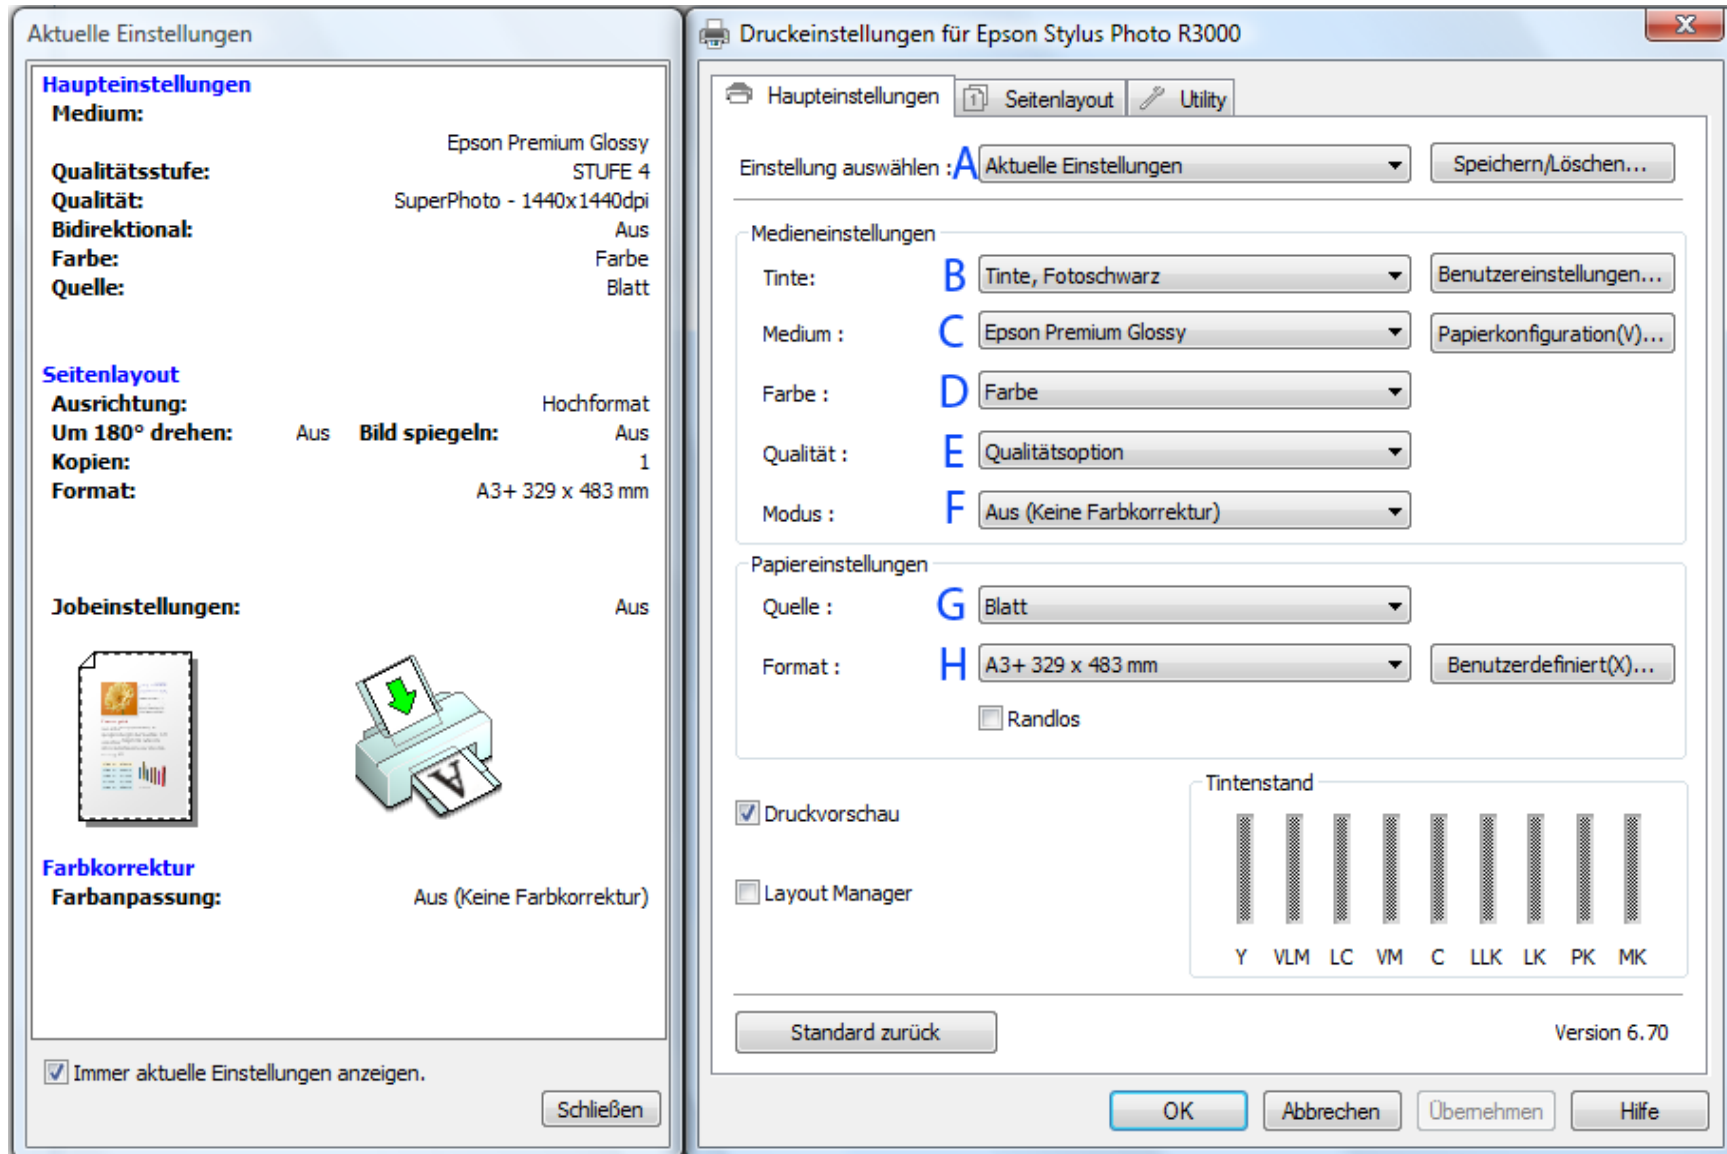 Aktuelle Einstellungen
Haupteinstellungen
Medium:
Epson Premium Glossy
Qualitätsstufe: STUFE 4
Qualität: SuperPhoto - 1440x1440dpi
Bidirektional: Aus
Farbe: Farbe
Quelle: Blatt
Seitenlayout
Ausrichtung: Hochformat
Um 180° drehen: Aus Bild spiegeln: Aus
Kopien: 1
Format: A3+ 329 x 483 mm
Jobeinstellungen: Aus
A
Farbkorrektur
Farbanpassung: Aus (Keine Farbkorrektur)
Immer aktuelle Einstellungen anzeigen.
Schließen
Druckeinstellungen für Epson Stylus Photo R3000
Haupteinstellungen 1 Seitenlayout Utility
Einstellung auswählen : A Aktuelle Einstellungen Speichern/Löschen...
Medieneinstellungen
Tinte: B Tinte, Fotoschwarz Benutzereinstellungen...
Medium : C Epson Premium Glossy Papierkonfiguration(V)...
Farbe : D Farbe
Qualität : E Qualitätsoption
Modus : F Aus (Keine Farbkorrektur)
Papiereinstellungen
Quelle : G Blatt
Format : H A3+ 329 x 483 mm Benutzerdefiniert(X)...
Randlos
Tintenstand
Druckvorschau
Layout Manager
Y VLM LC VM C LLK LK PK MK
Standard zurück Version 6.70
OK Abbrechen Übernehmen Hilfe